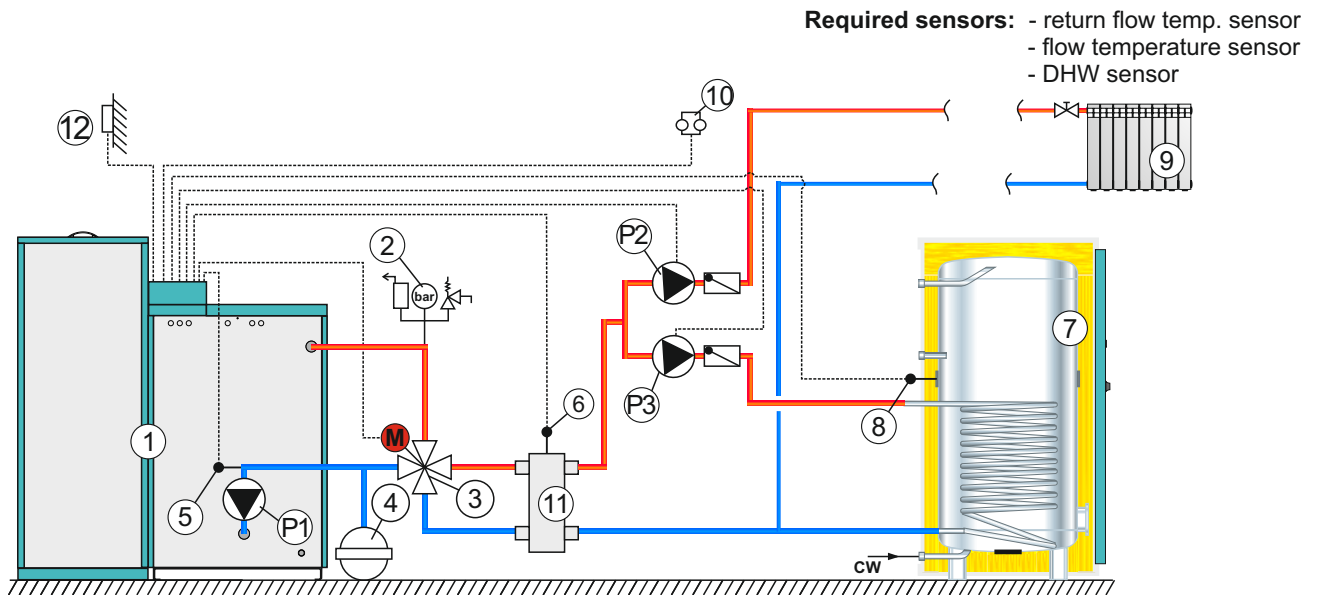 Required sensors: - return flow temp. sensor
- flow temperature sensor
- DHW sensor
10
12
9
P2
2
bar
7
P3
6
8
M
1
3
5
P1
4
11
CW